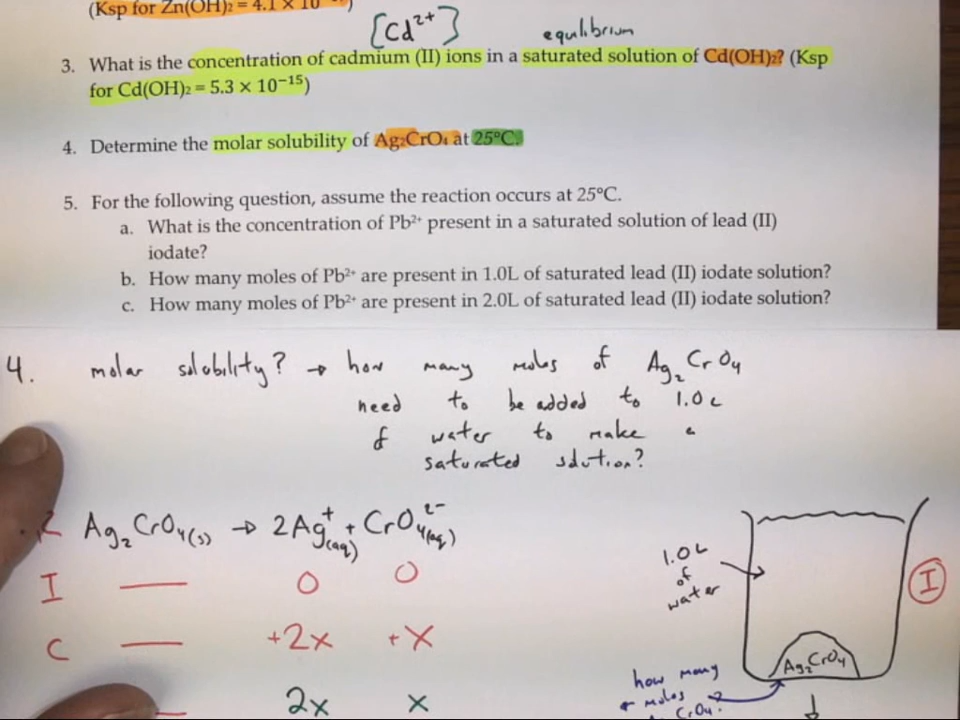 (Ksp for Zn(OH)₂ = 4.1 × 10
[Cd²⁺] equlibrium
3. What is the concentration of cadmium (II) ions in a saturated solution of Cd(OH)₂? (Ksp
for Cd(OH)₂ = 5.3 × 10⁻¹⁵)
4. Determine the molar solubility of Ag₂CrO₄ at 25°C.
5. For the following question, assume the reaction occurs at 25°C.
a. What is the concentration of Pb²⁺ present in a saturated solution of lead (II)
iodate?
b. How many moles of Pb²⁺ are present in 1.0L of saturated lead (II) iodate solution?
c. How many moles of Pb²⁺ are present in 2.0L of saturated lead (II) iodate solution?
4. molar solubility? → how many moles of Ag₂CrO₄
need to be added to 1.0L
of water to make a
saturated solution?
R Ag₂CrO₄(s) → 2Ag⁺(aq) + CrO₄²⁻(aq)
I — 0 0
C — +2x +x
2x x
1.0L
of
water
I
Ag₂CrO₄
how many
moles
CrO₄?